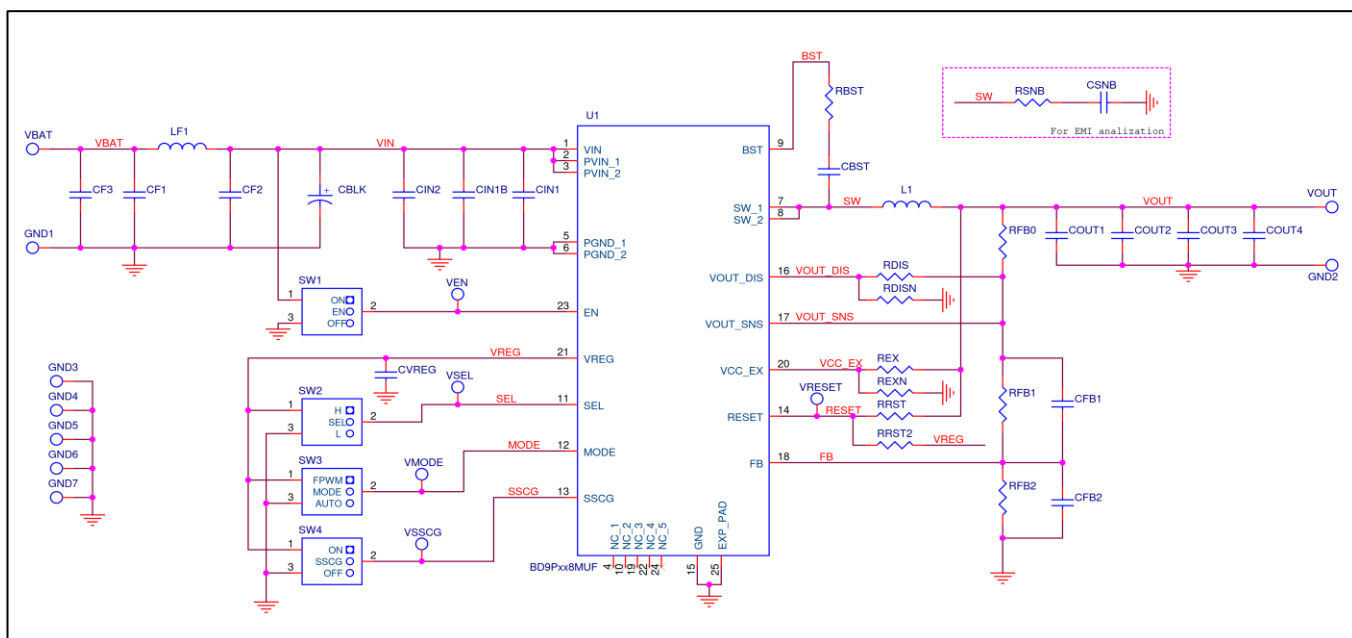 BST
U1
RBST
CBST
SW
RSNB
CSNB
For EMI analization
VBAT
VBAT
LF1
VIN
CF3
CF1
CF2
CBLK
+
CIN2
CIN1B
CIN1
GND1
1 VIN
2 PVIN_1
3 PVIN_2
5 PGND_1
6 PGND_2
23 EN
21 VREG
11 SEL
12 MODE
13 SSCG
BST 9
SW_1 7
SW_2 8
VOUT_DIS 16
VOUT_SNS 17
VCC_EX 20
RESET 14
FB 18
NC_1 4
NC_2 10
NC_3 19
NC_4 22
NC_5 24
GND 15
EXP_PAD 25
BD9Pxx8MUF
SW
L1
VOUT
VOUT
RFB0
COUT1
COUT2
COUT3
COUT4
GND2
VOUT_DIS
RDIS
RDISN
VOUT_SNS
VCC_EX
REX
REXN
VRESET
RESET
RRST
RRST2
VREG
FB
RFB1
CFB1
RFB2
CFB2
SW1
1 ON
EN 2
3 OFF
VEN
VREG
CVREG
VSEL
SW2
1 H
SEL 2
3 L
SEL
MODE
SW3
1 FPWM
MODE 2
3 AUTO
VMODE
SSCG
SW4
1 ON
SSCG 2
3 OFF
VSSCG
GND3
GND4
GND5
GND6
GND7